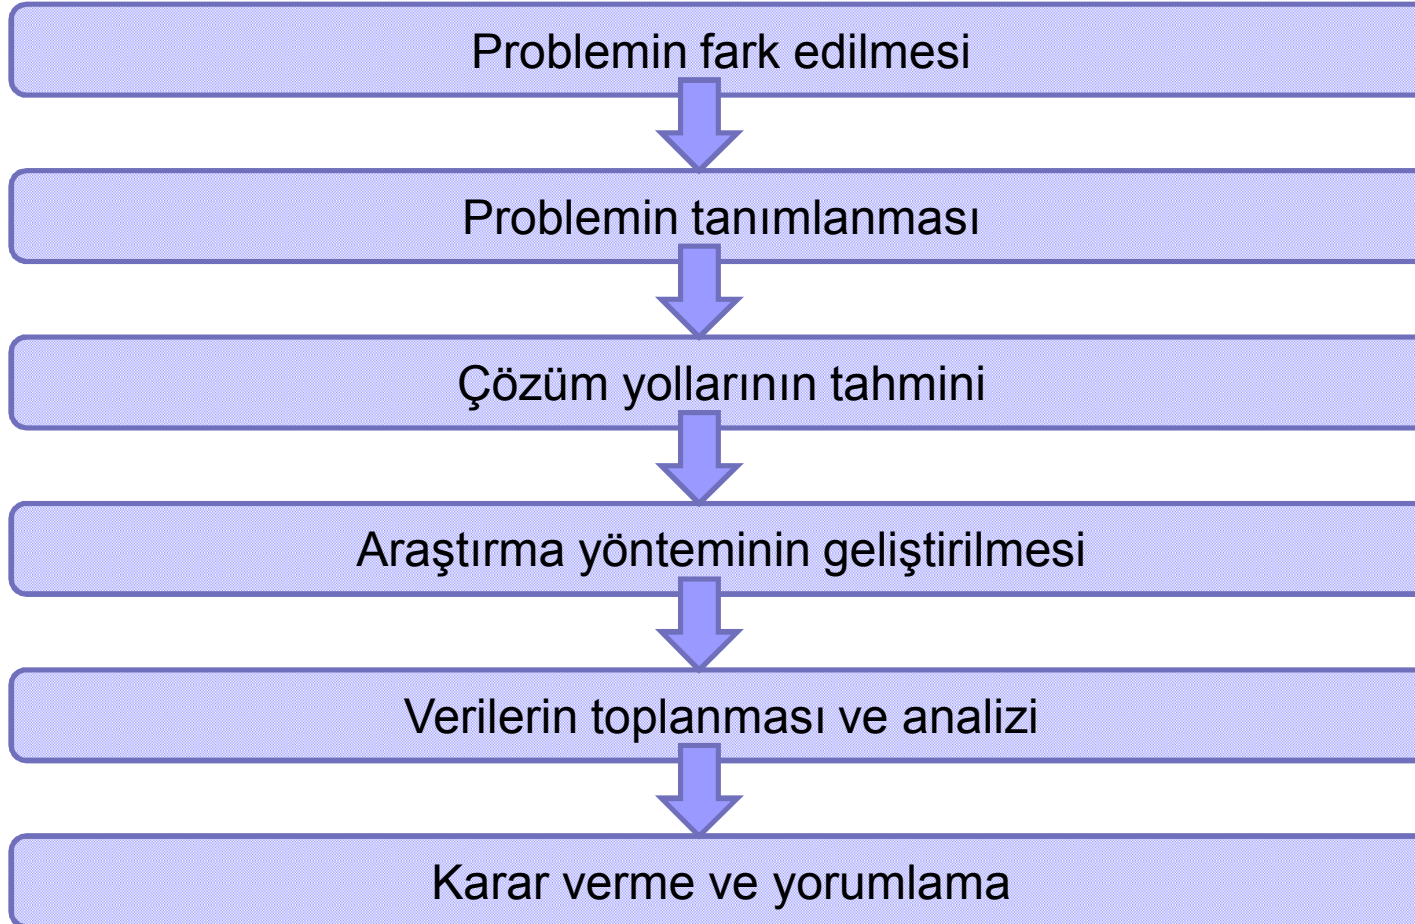 Problemin fark edilmesi
Problemin tanımlanması
Çözüm yollarının tahmini
Araştırma yönteminin geliştirilmesi
Verilerin toplanması ve analizi
Karar verme ve yorumlama